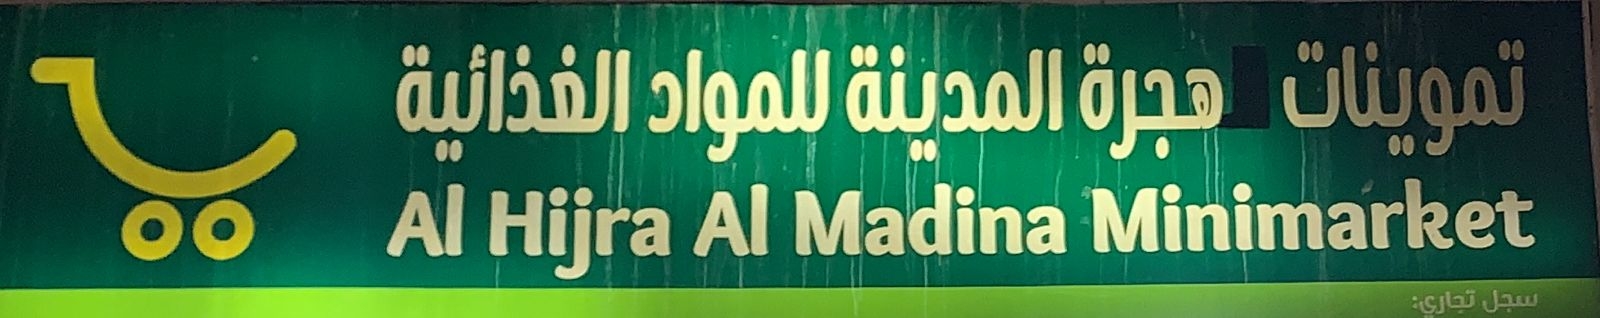 تموينات هجرة المدينة للمواد الغذائية
Al Hijra Al Madina Minimarket
سجل تجاري: